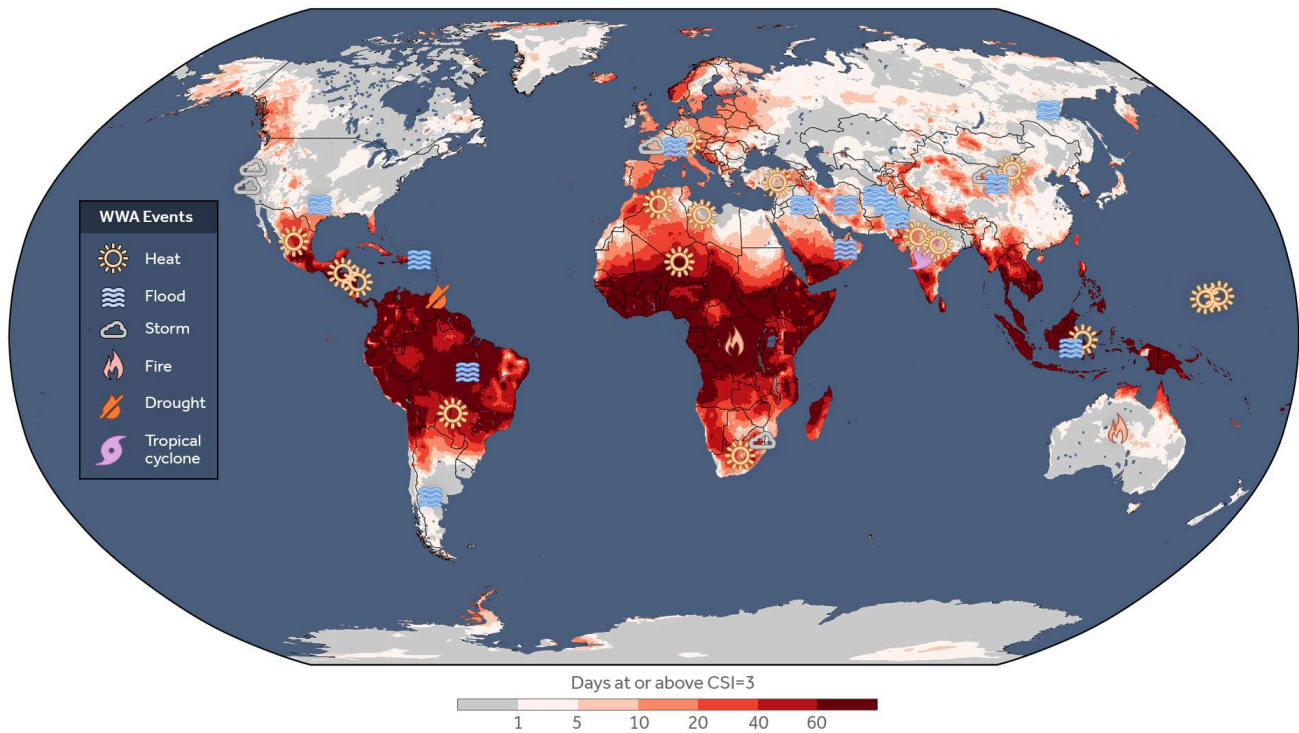 WWA Events
Heat
Flood
Storm
Fire
Drought
Tropical
cyclone
Days at or above CSI=3
1 5 10 20 40 60